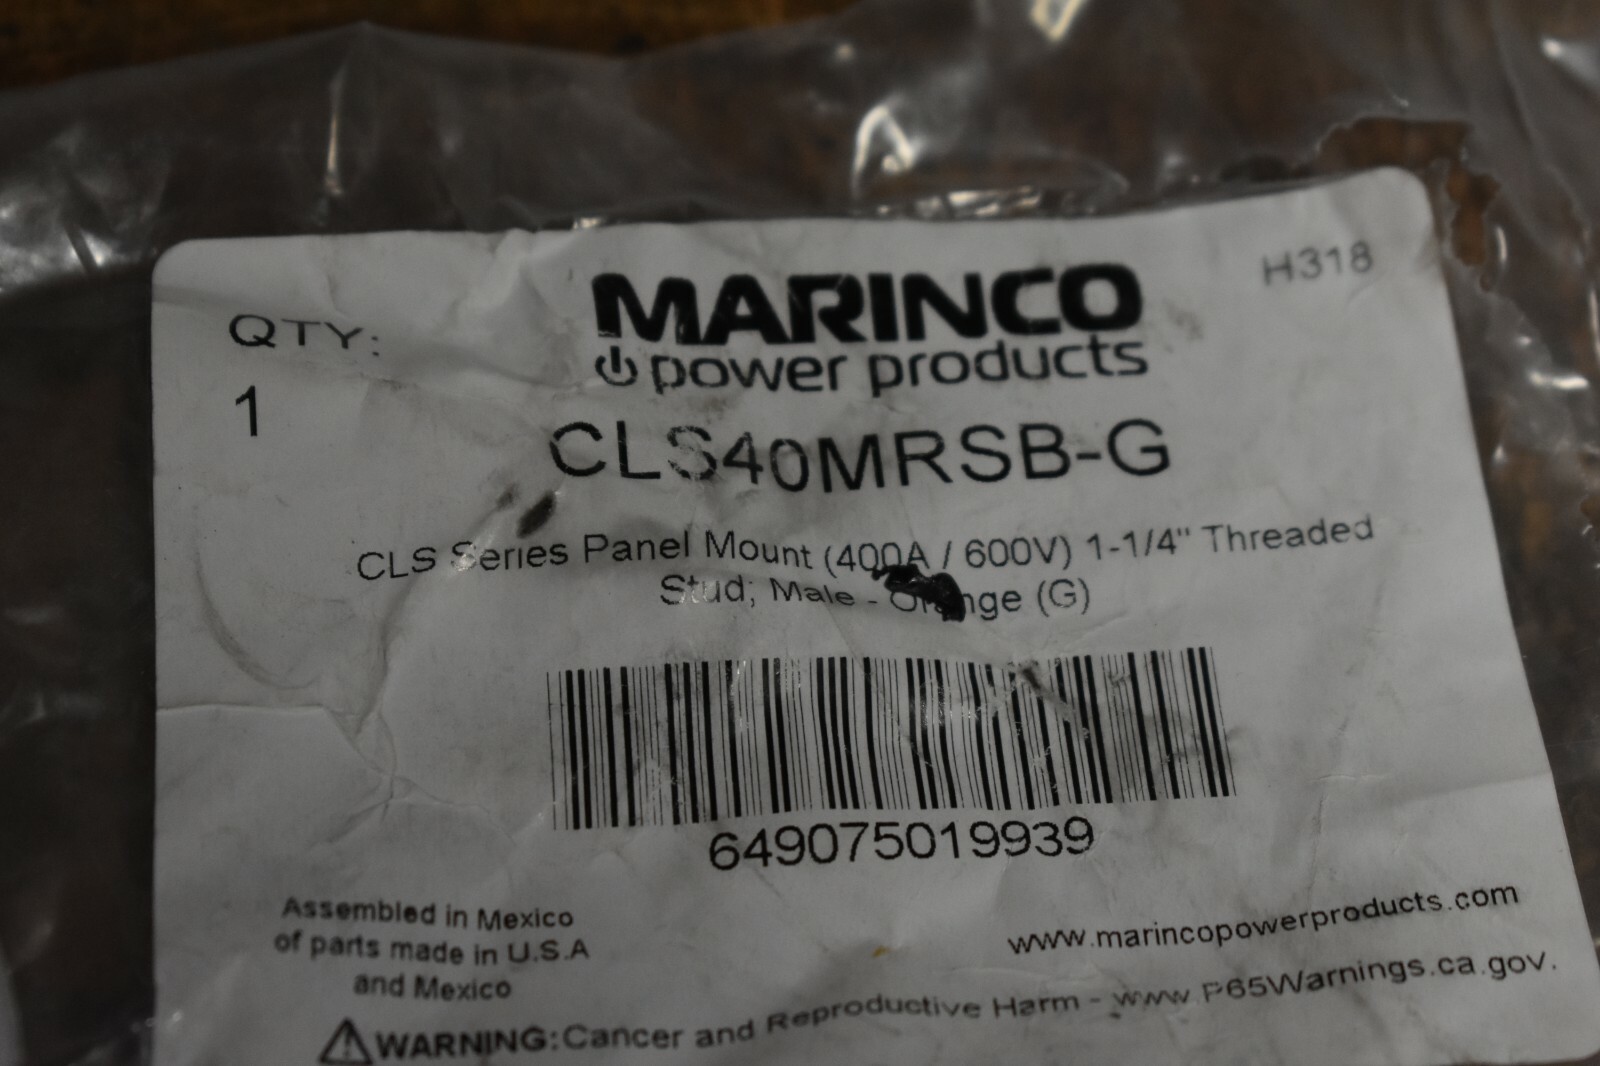 H318
QTY:
1
MARINCO
power products
CLS40MRSB-G
CLS Series Panel Mount (400A / 600V) 1-1/4" Threaded
Stud; Male - Orange (G)
649075019939
Assembled in Mexico
of parts made in U.S.A
and Mexico
www.marincopowerproducts.com
WARNING:Cancer and Reproductive Harm - www.P65Warnings.ca.gov.